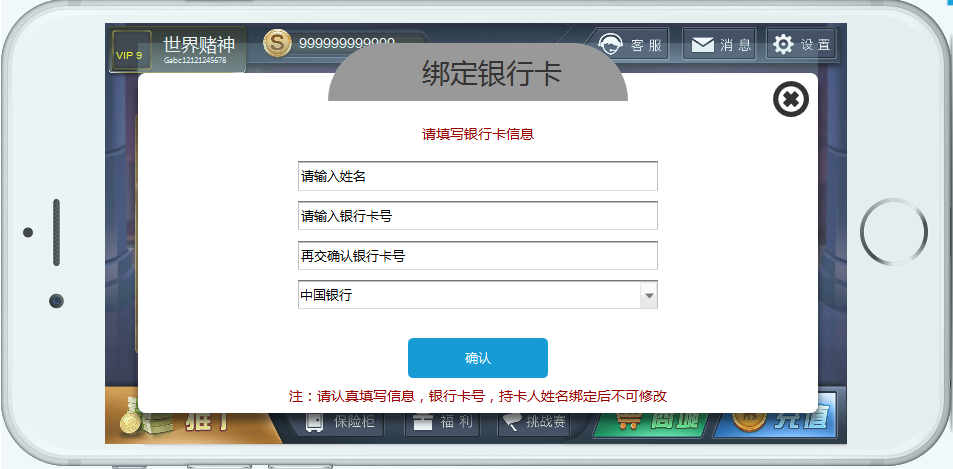 VIP 9
世界赌神
Gabc12121245678
S
999999999999
客 服
消 息
设 置
绑定银行卡
请填写银行卡信息
请输入姓名
请输入银行卡号
再交确认银行卡号
中国银行
确认
注：请认真填写信息，银行卡号，持卡人姓名绑定后不可修改
保险柜
福 利
挑战赛
商城
充值